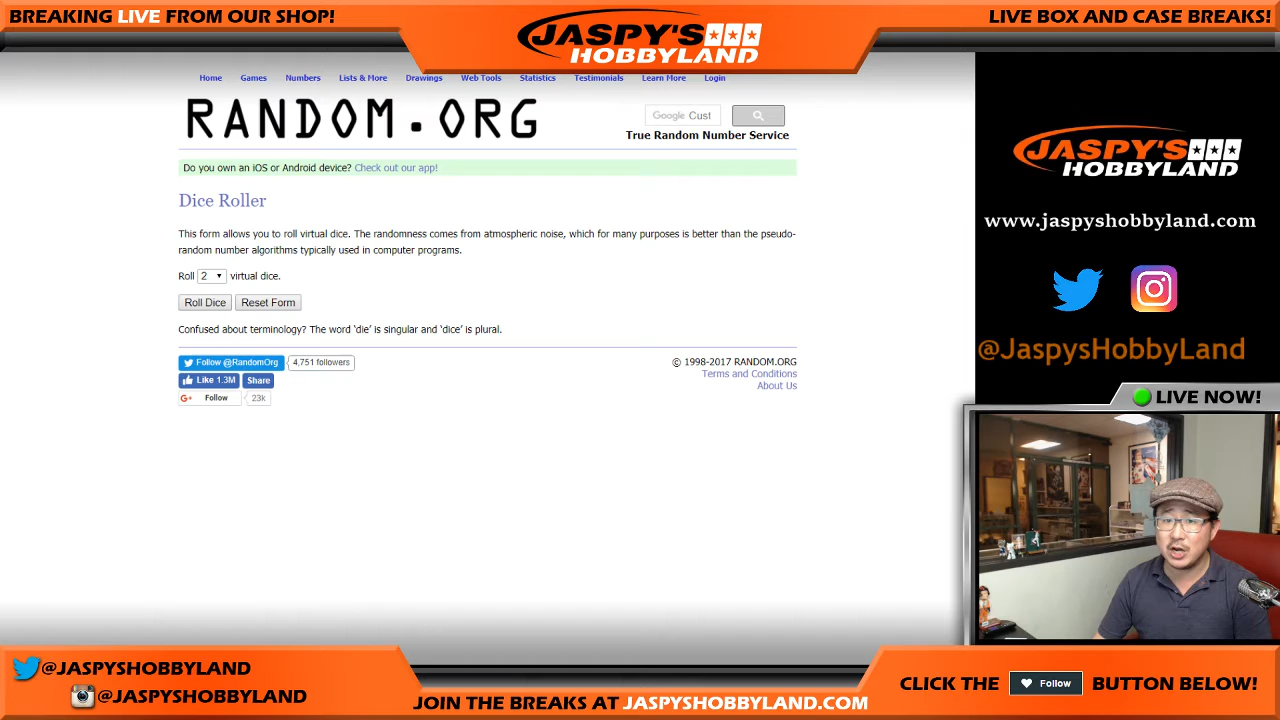 BREAKING LIVE FROM OUR SHOP!
JASPY'S
HOBBYLAND
LIVE BOX AND CASE BREAKS!
Home Games Numbers Lists & More Drawings Web Tools Statistics Testimonials Learn More Login
RANDOM.ORG
Google Cust
True Random Number Service
Do you own an iOS or Android device? Check out our app!
Dice Roller
This form allows you to roll virtual dice. The randomness comes from atmospheric noise, which for many purposes is better than the pseudo-
random number algorithms typically used in computer programs.
Roll 2 virtual dice.
Roll Dice Reset Form
Confused about terminology? The word ‘die’ is singular and ‘dice’ is plural.
Follow @RandomOrg 4,751 followers
Like 1.3M Share
G+ Follow 23k
© 1998-2017 RANDOM.ORG
Terms and Conditions
About Us
JASPY'S
HOBBYLAND
www.jaspyshobbyland.com
@JaspysHobbyLand
LIVE NOW!
@JASPYSHOBBYLAND
@JASPYSHOBBYLAND
JOIN THE BREAKS AT JASPYSHOBBYLAND.COM
CLICK THE Follow BUTTON BELOW!